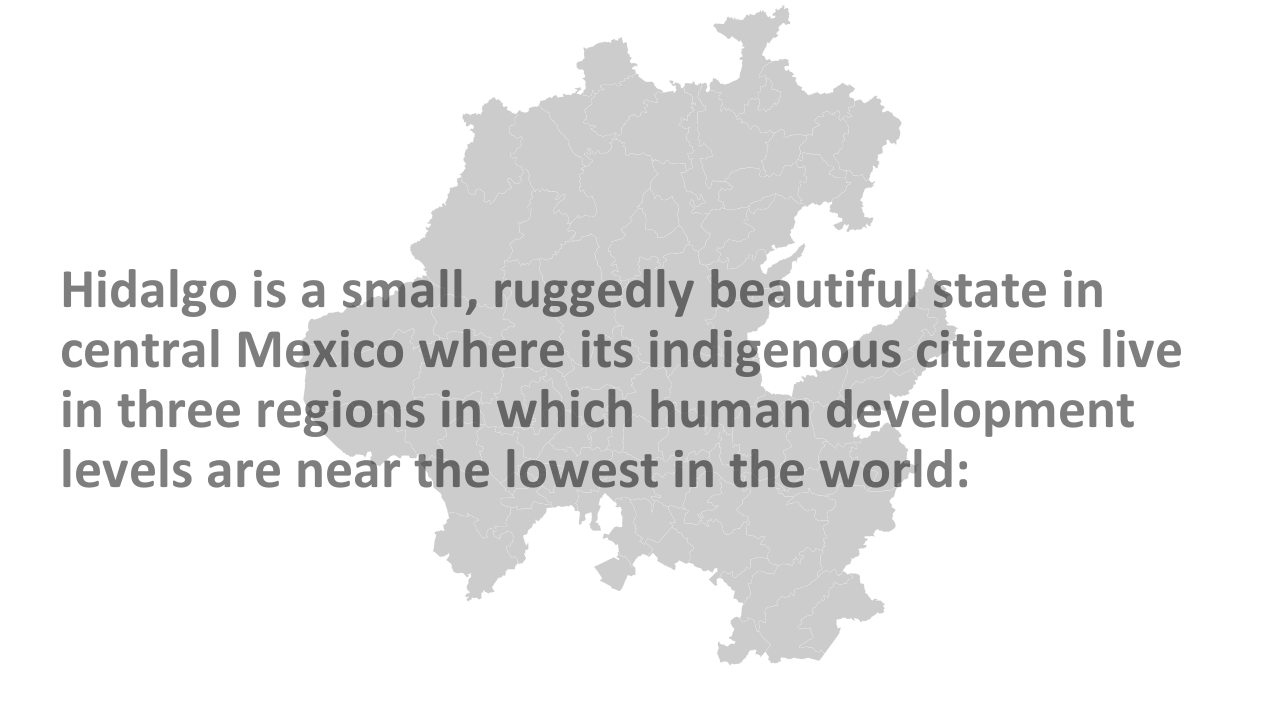 Hidalgo is a small, ruggedly beautiful state in
central Mexico where its indigenous citizens live
in three regions in which human development
levels are near the lowest in the world: